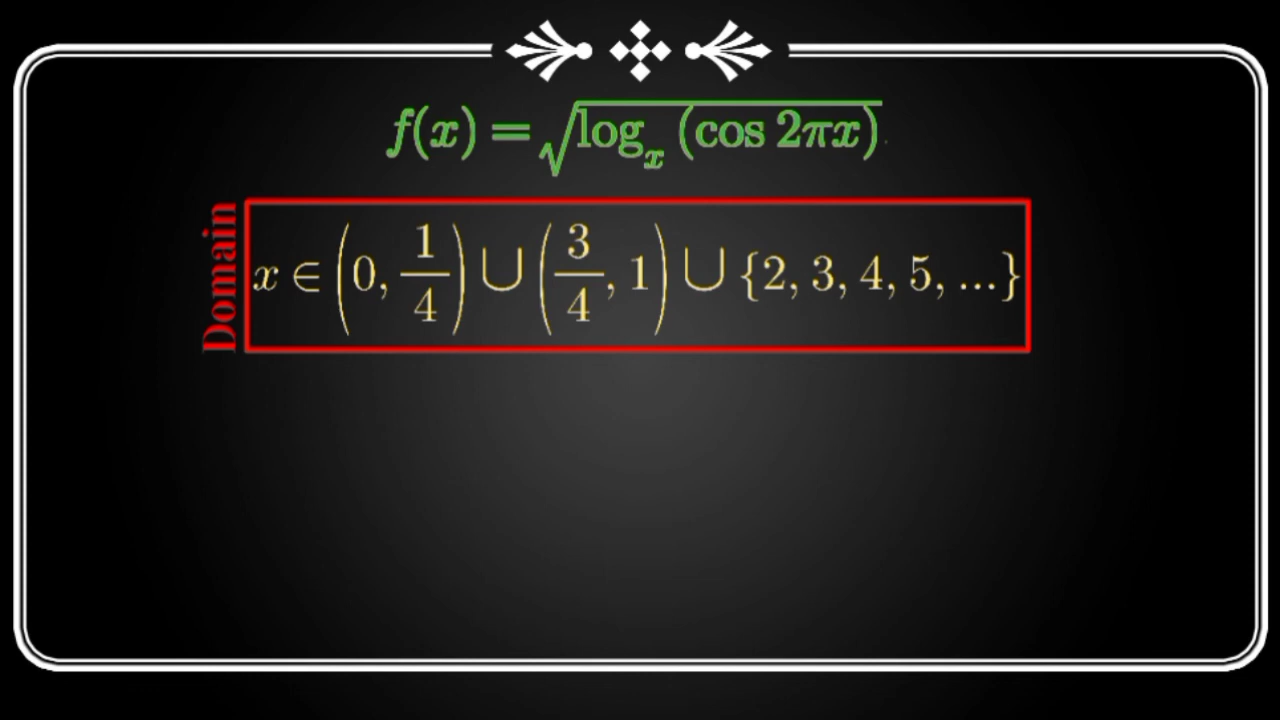 f(x) = √log_x (cos 2πx)
Domain
x ∈ (0, 1/4) ∪ (3/4, 1) ∪ {2, 3, 4, 5, ...}